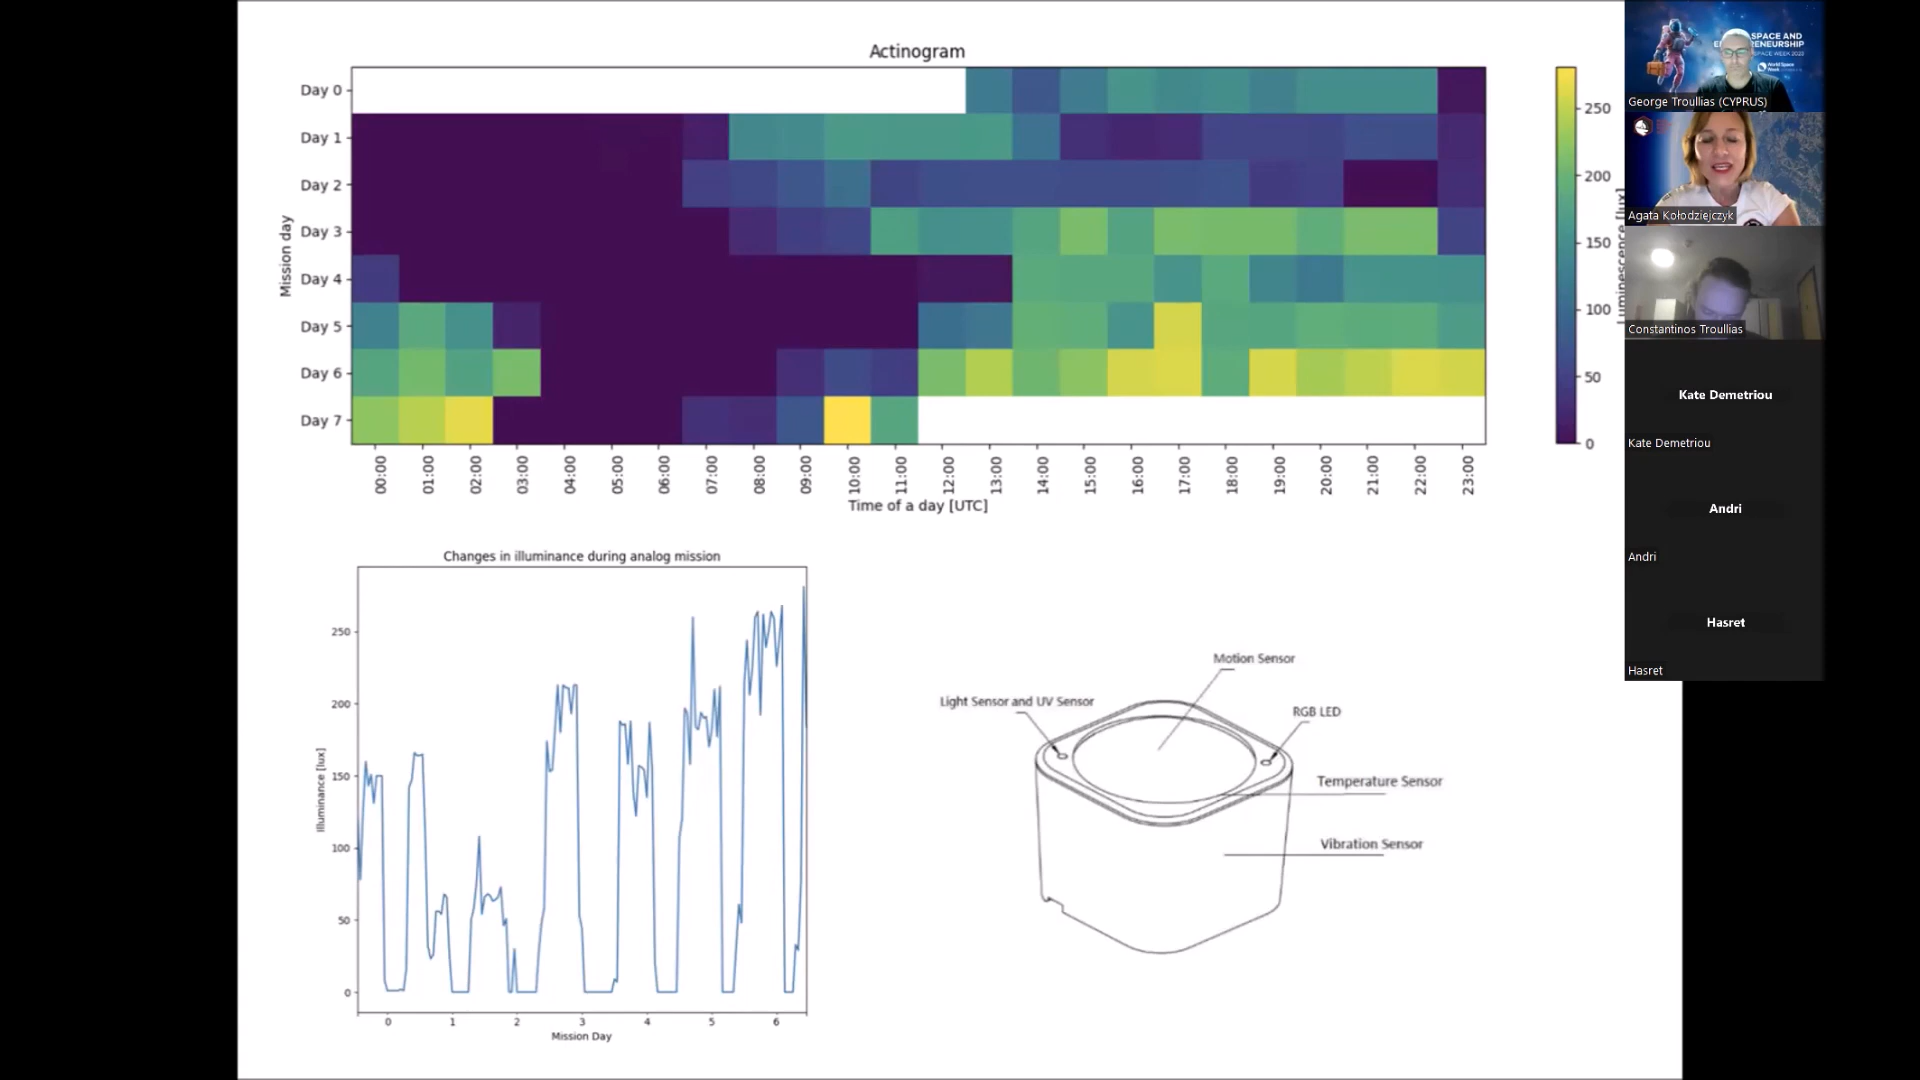 Actinogram
Day 0
Day 1
Day 2
Day 3
Day 4
Day 5
Day 6
Day 7
Mission day
00:00
01:00
02:00
03:00
04:00
05:00
06:00
07:00
08:00
09:00
10:00
11:00
12:00
13:00
14:00
15:00
16:00
17:00
18:00
19:00
20:00
21:00
22:00
23:00
Time of a day [UTC]
250
200
150
100
50
0
Changes in illuminance during analog mission
250
200
150
100
50
0
Illuminance [lux]
0
1
2
3
4
5
6
Mission Day
Motion Sensor
Light Sensor and UV Sensor
RGB LED
Temperature Sensor
Vibration Sensor
SPACE AND
George Troullias (CYPRUS)
Agata Kołodziejczyk
Constantinos Troullias
Kate Demetriou
Kate Demetriou
Andri
Andri
Hasret
Hasret